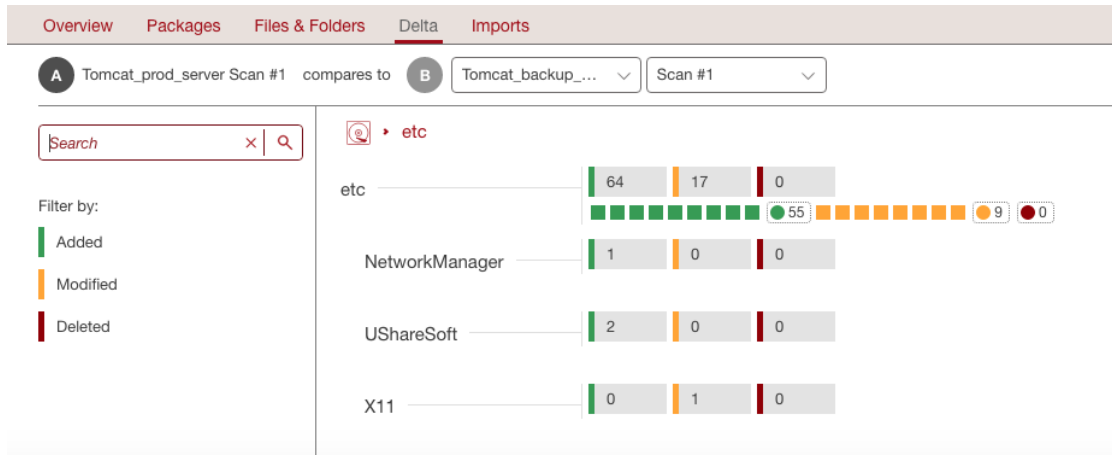 Overview Packages Files & Folders Delta Imports
A Tomcat_prod_server Scan #1 compares to B Tomcat_backup_... Scan #1
Search
etc
Filter by:
Added
Modified
Deleted
etc 64 17 0
55 9 0
NetworkManager 1 0 0
UShareSoft 2 0 0
X11 0 1 0